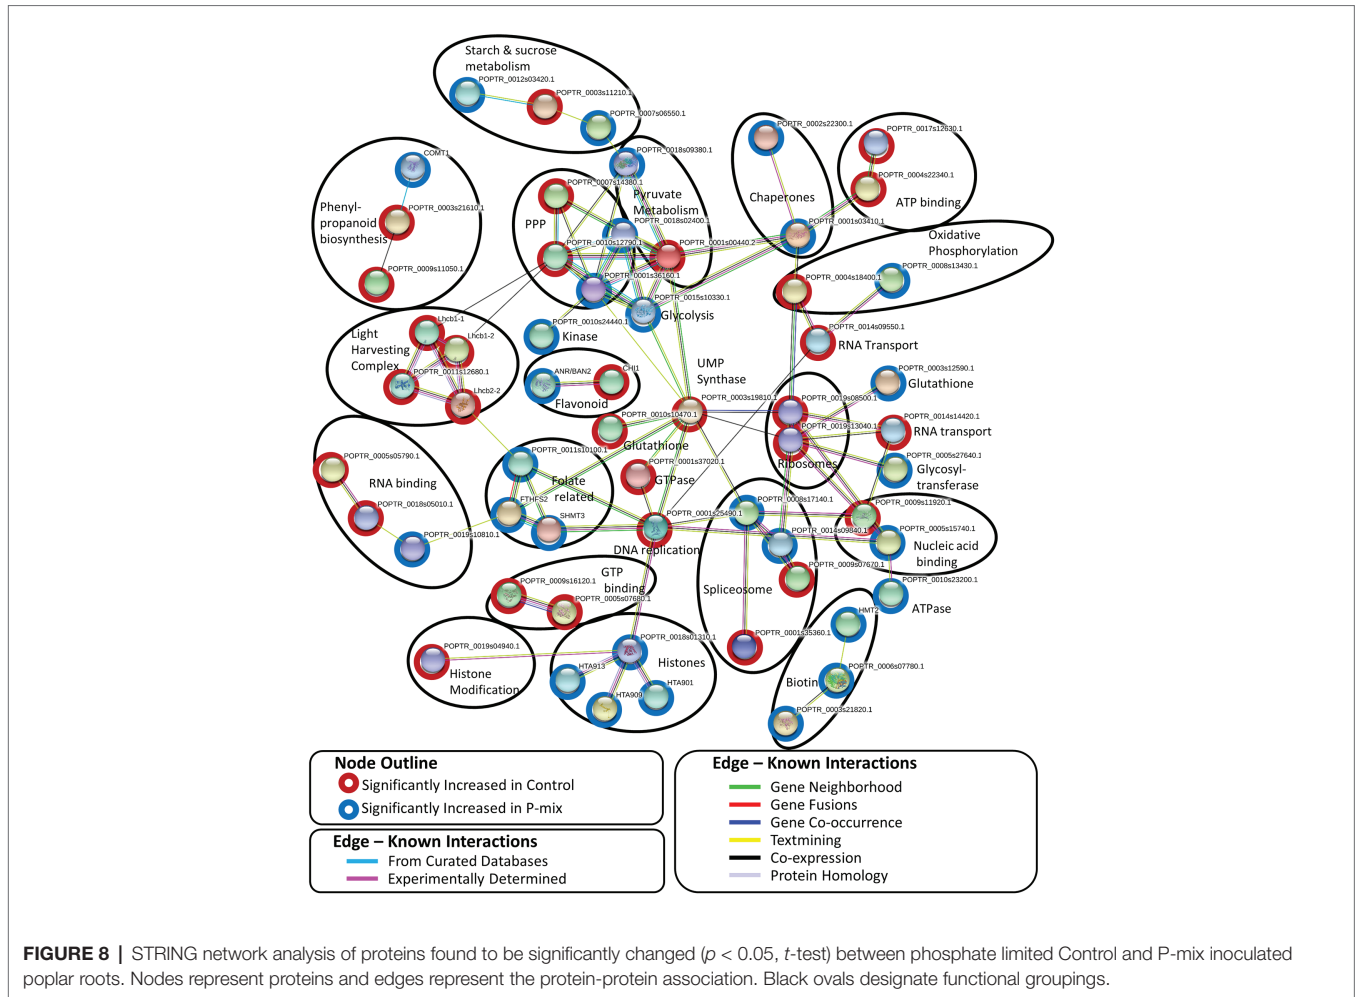 Starch & sucrose
metabolism
POPTR_0012s03420.1
POPTR_0003s11210.1
POPTR_0007s06550.1
POPTR_0002s22300.1
POPTR_0017s12630.1
POPTR_0018s09380.1
COMT1
POPTR_0004s22340.1
POPTR_0007s14380.1
Pyruvate
Metabolism
Chaperones
ATP binding
Phenyl-
propanoid
biosynthesis
POPTR_0003s21610.1
PPP
POPTR_0018s02400.1
POPTR_0001s03410.1
Oxidative
Phosphorylation
POPTR_0010s12790.1
POPTR_0001s00440.2
POPTR_0009s11050.1
POPTR_0001s36160.1
POPTR_0004s18400.1
POPTR_0008s13430.1
POPTR_0015s10330.1
Glycolysis
Lhcb1-1
POPTR_0010s24440.1
Kinase
POPTR_0014s09550.1
RNA Transport
Light
Harvesting
Complex
Lhcb1-2
POPTR_0011s12680.1
Lhcb2-2
ANR/BAN2
CHI1
Flavonoid
UMP
Synthase
POPTR_0003s12590.1
Glutathione
POPTR_0003s19810.1
POPTR_0019s08500.1
POPTR_0010s10470.1
Glutathione
POPTR_0019s13040.1
Ribosomes
POPTR_0014s14420.1
RNA transport
POPTR_0005s05790.1
RNA binding
POPTR_0011s10100.1
Folate
related
POPTR_0001s37020.1
GTPase
POPTR_0005s27640.1
Glycosyl-
transferase
POPTR_0018s05010.1
FTHFS2
SHMT3
POPTR_0001s25490.1
DNA replication
POPTR_0008s17140.1
POPTR_0009s11920.1
POPTR_0019s10810.1
POPTR_0014s09840.1
POPTR_0005s15740.1
Nucleic acid
binding
POPTR_0009s07670.1
Spliceosome
GTP
binding
POPTR_0009s16120.1
POPTR_0005s07680.1
POPTR_0010s23200.1
ATPase
HMT2
POPTR_0001s35360.1
POPTR_0019s04940.1
Histone
Modification
POPTR_0018s01310.1
Histones
HTA913
HTA901
HTA909
POPTR_0006s07780.1
Biotin
POPTR_0003s21820.1
Node Outline
Significantly Increased in Control
Significantly Increased in P-mix
Edge – Known Interactions
From Curated Databases
Experimentally Determined
Edge – Known Interactions
Gene Neighborhood
Gene Fusions
Gene Co-occurrence
Textmining
Co-expression
Protein Homology
FIGURE 8 | STRING network analysis of proteins found to be significantly changed (p < 0.05, t-test) between phosphate limited Control and P-mix inoculated
poplar roots. Nodes represent proteins and edges represent the protein-protein association. Black ovals designate functional groupings.